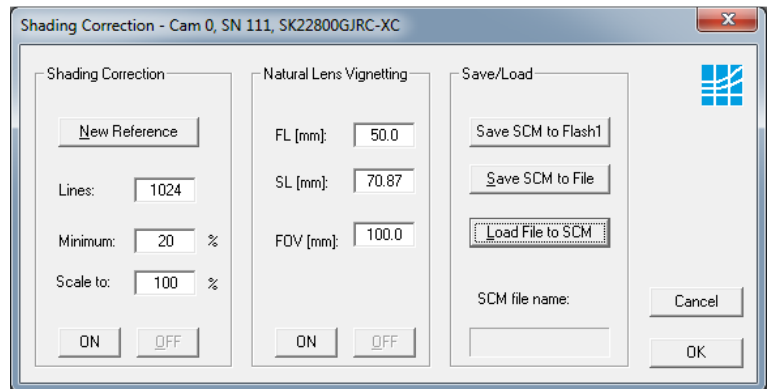 Shading Correction - Cam 0, SN 111, SK22800GJRC-XC
Shading Correction
New Reference
Lines: 1024
Minimum: 20 %
Scale to: 100 %
ON OFF
Natural Lens Vignetting
FL [mm]: 50.0
SL [mm]: 70.87
FOV [mm]: 100.0
ON OFF
Save/Load
Save SCM to Flash1
Save SCM to File
Load File to SCM
SCM file name:
Cancel
OK